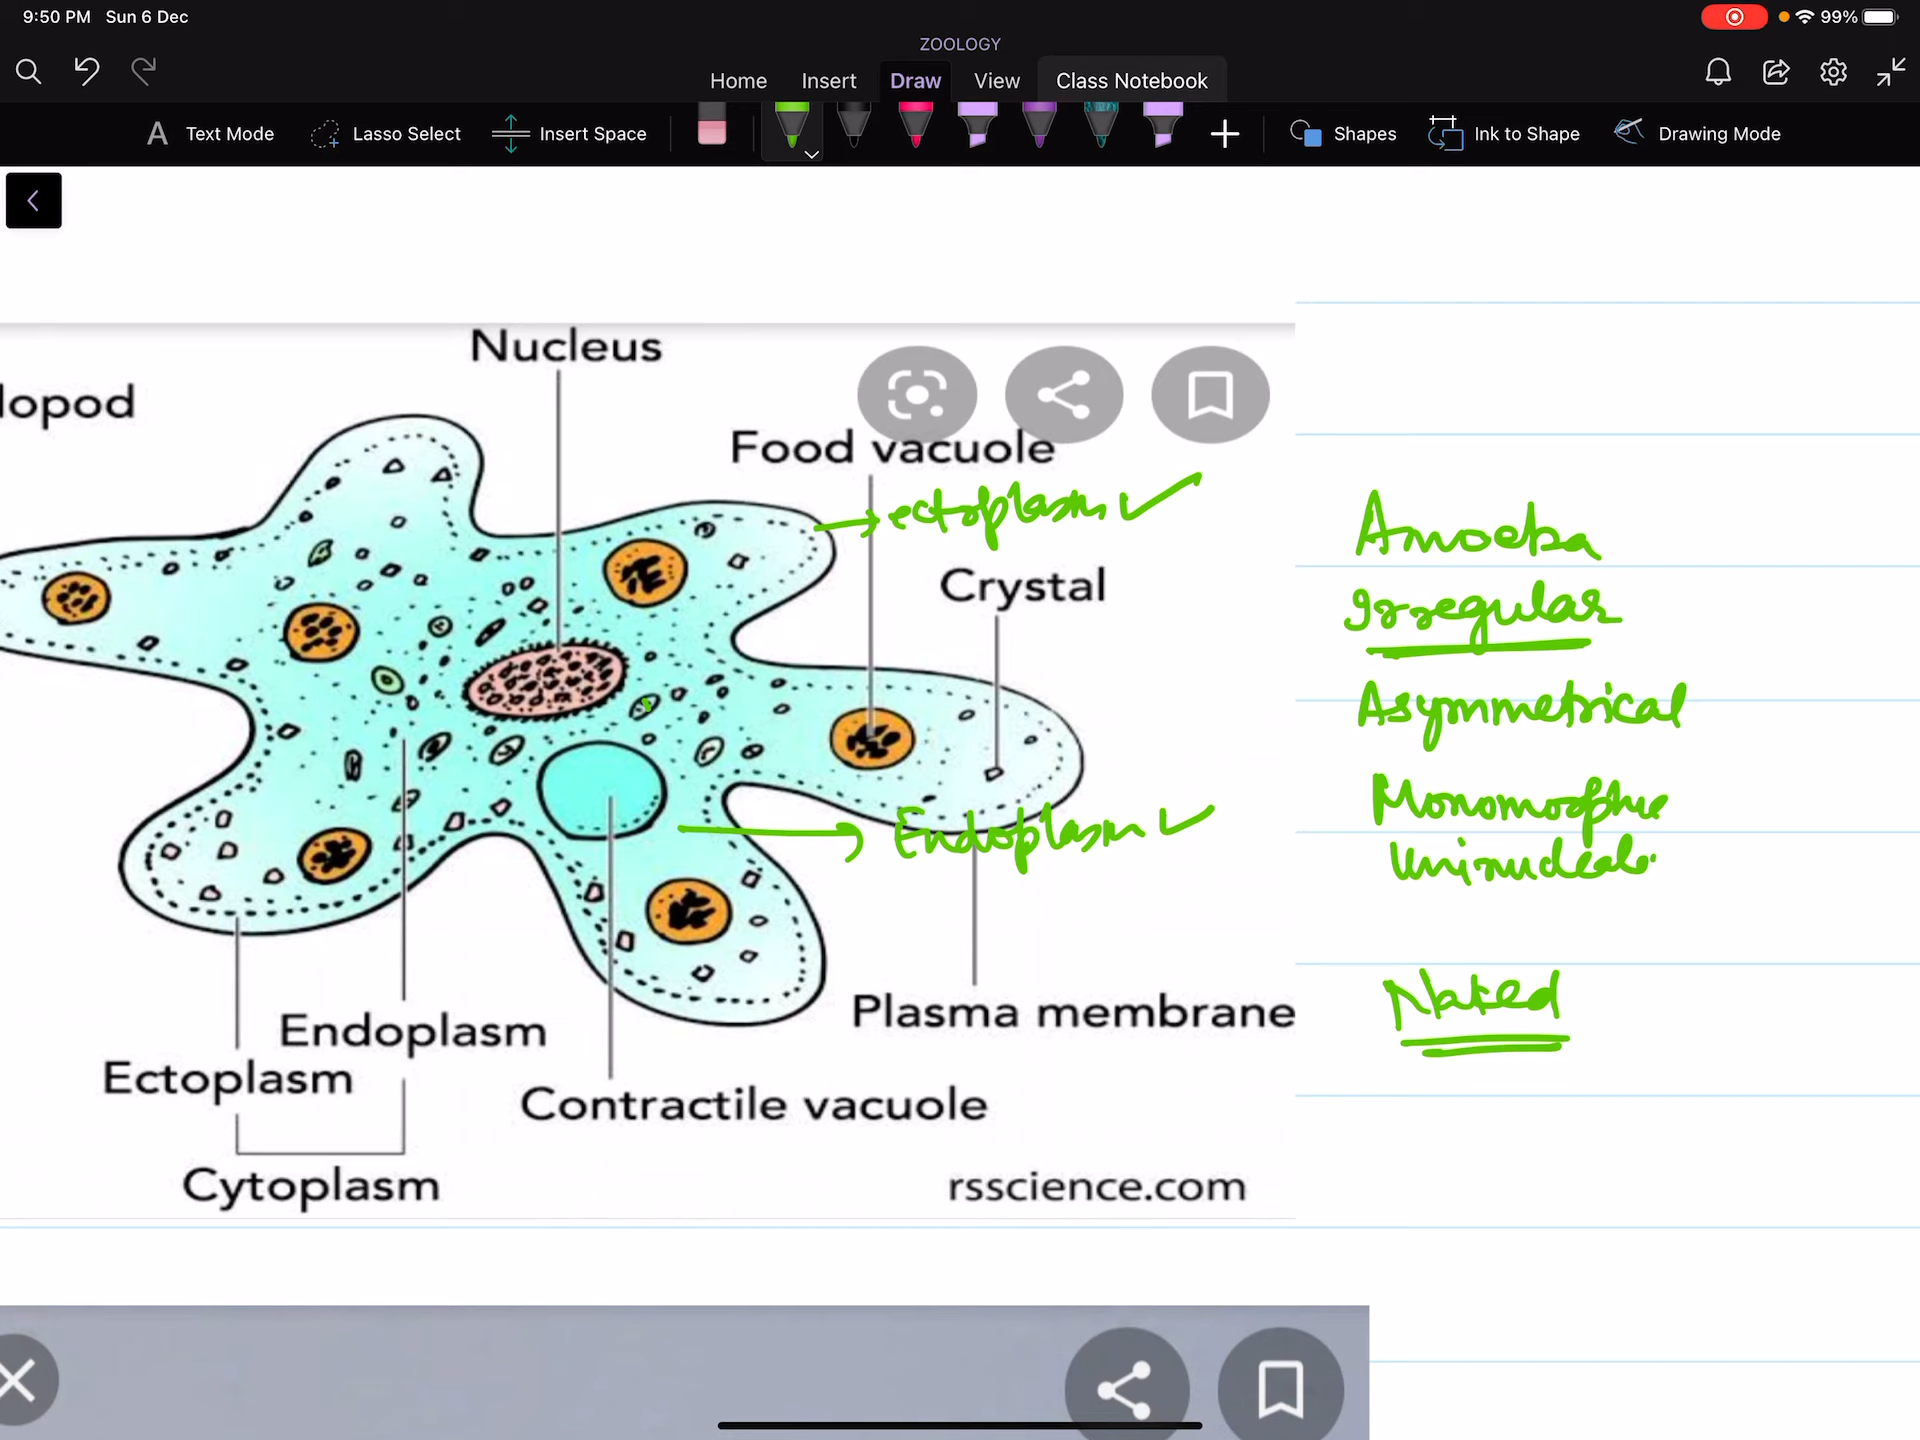 9:50 PM Sun 6 Dec
99%
ZOOLOGY
Home Insert Draw View Class Notebook
A Text Mode Lasso Select Insert Space Shapes Ink to Shape Drawing Mode
Nucleus
lopod
Food vacuole
ectoplasm
Crystal
Endoplasm
Plasma membrane
Endoplasm
Ectoplasm
Contractile vacuole
Cytoplasm
rsscience.com
Amoeba
Irregular
Asymmetrical
Monomorphic
Naked